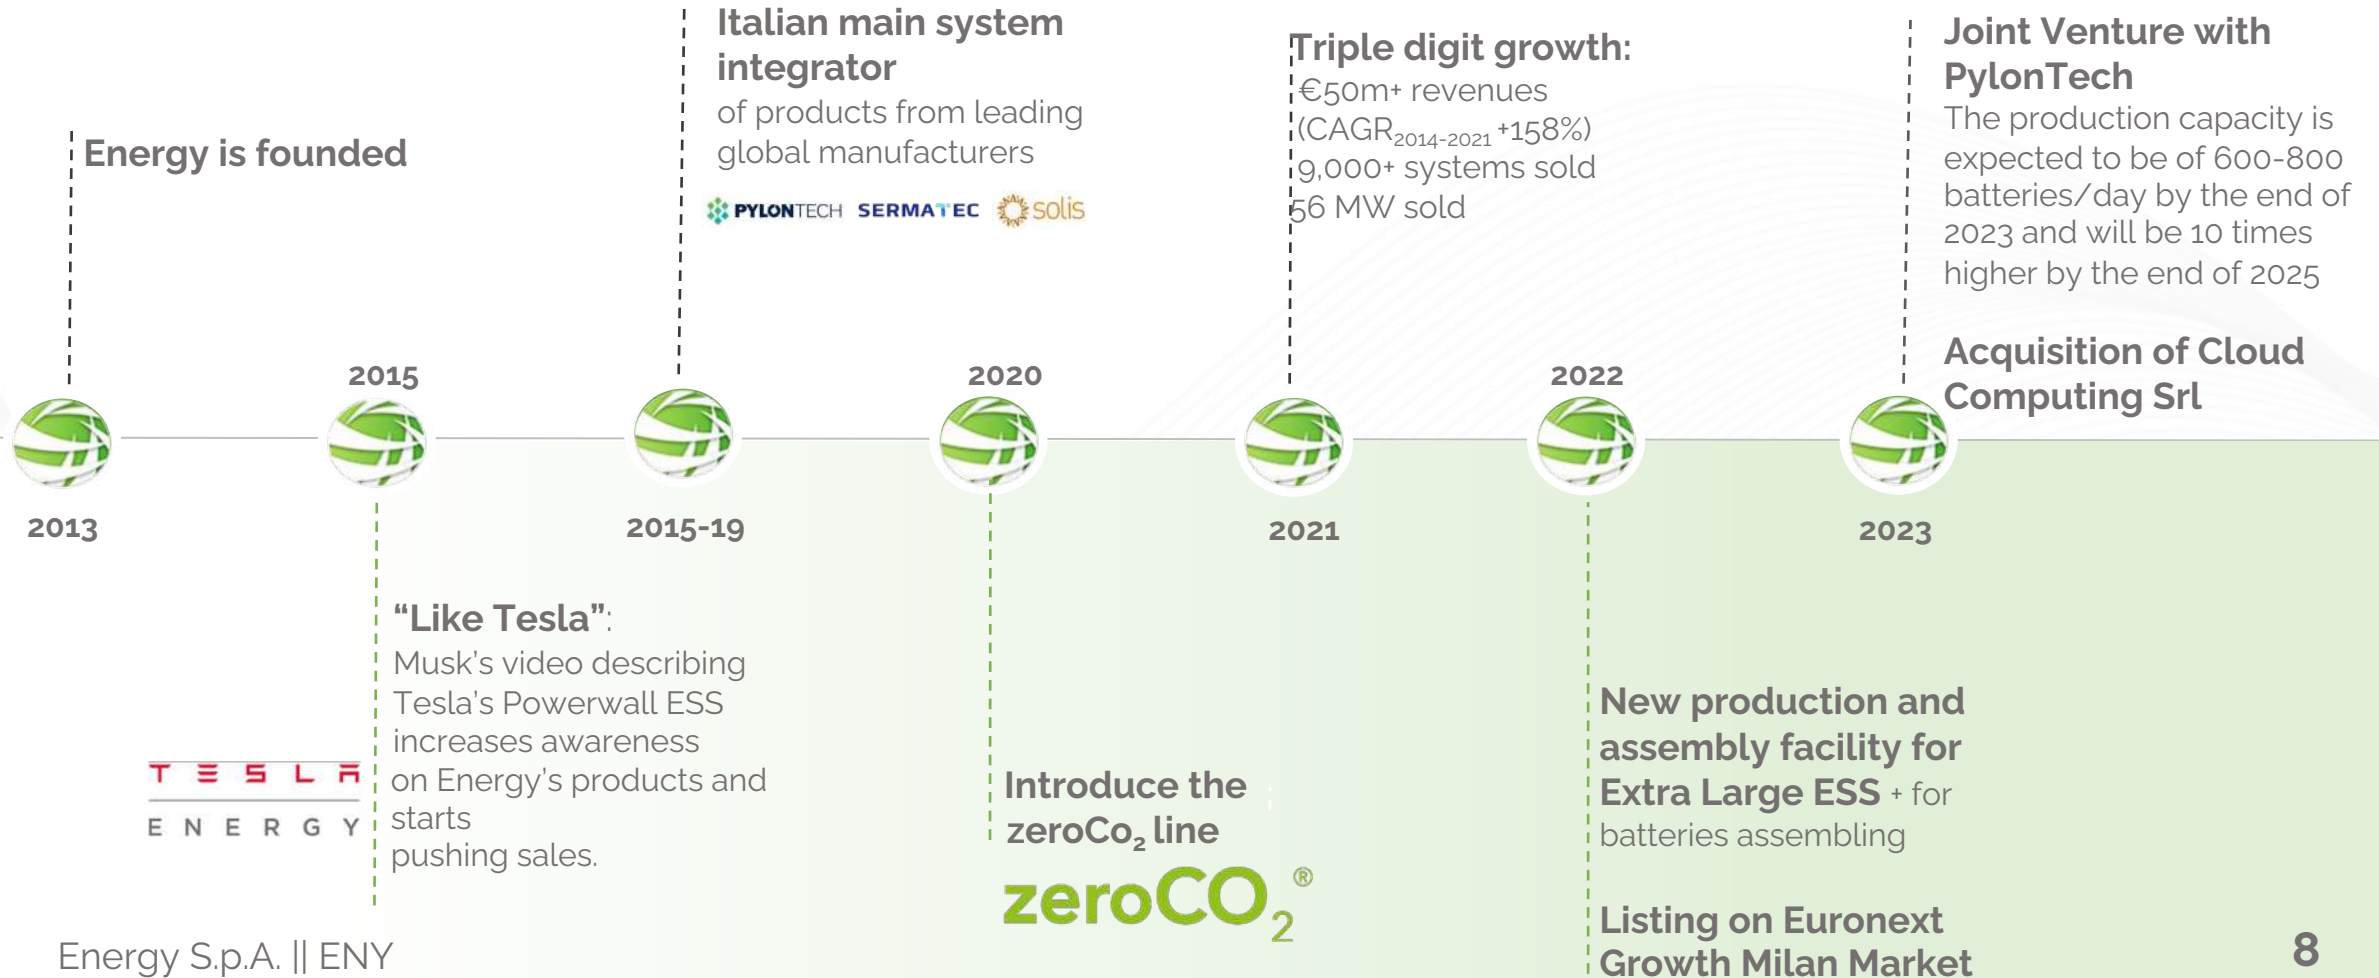 Energy is founded
2013
2015
“Like Tesla”:
Musk’s video describing
Tesla’s Powerwall ESS
increases awareness
on Energy’s products and
starts
pushing sales.
TESLA
ENERGY
Italian main system
integrator
of products from leading
global manufacturers
PYLONTECH SERMATEC solis
2015-19
2020
Introduce the
zeroCo₂ line
zeroCO₂®
Triple digit growth:
€50m+ revenues
(CAGR₂₀₁₄₋₂₀₂₁ +158%)
9,000+ systems sold
56 MW sold
2021
2022
New production and
assembly facility for
Extra Large ESS + for
batteries assembling
Listing on Euronext
Growth Milan Market
Joint Venture with
PylonTech
The production capacity is
expected to be of 600-800
batteries/day by the end of
2023 and will be 10 times
higher by the end of 2025
Acquisition of Cloud
Computing Srl
2023
Energy S.p.A. || ENY
8